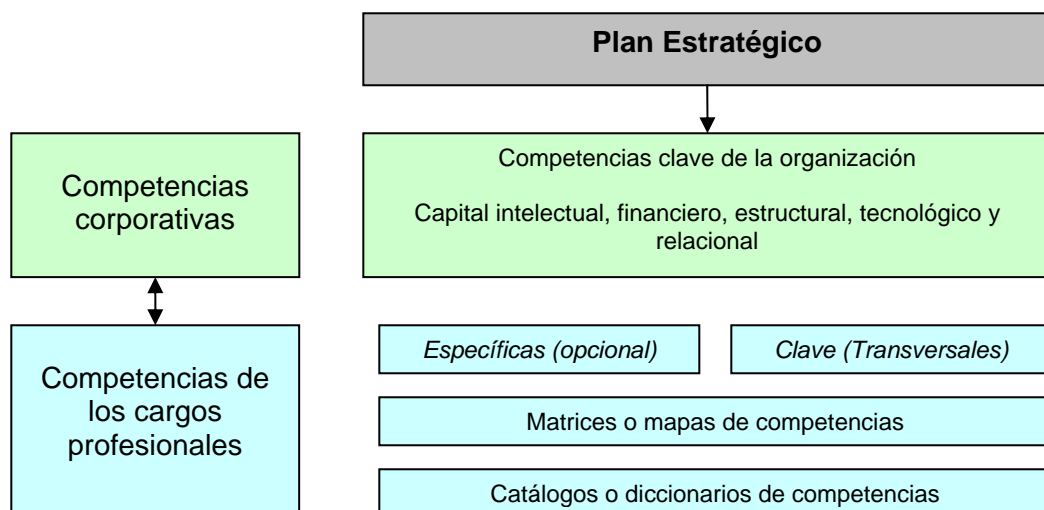 Plan Estratégico
Competencias
corporativas
Competencias clave de la organización
Capital intelectual, financiero, estructural, tecnológico y
relacional
Competencias de
los cargos
profesionales
Específicas (opcional)
Clave (Transversales)
Matrices o mapas de competencias
Catálogos o diccionarios de competencias